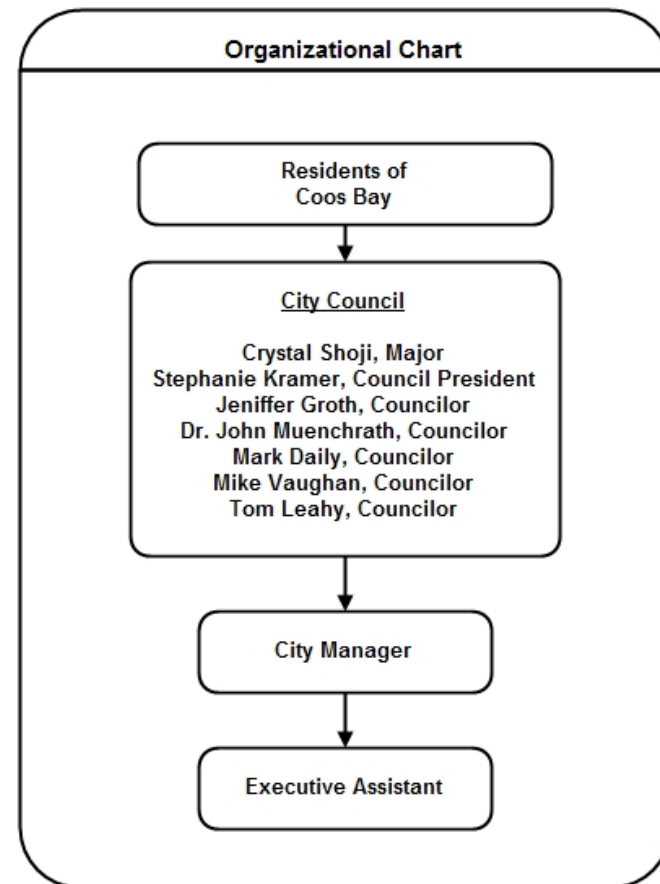 Organizational Chart
Residents of
Coos Bay
City Council
Crystal Shoji, Major
Stephanie Kramer, Council President
Jeniffer Groth, Councilor
Dr. John Muenchrath, Councilor
Mark Daily, Councilor
Mike Vaughan, Councilor
Tom Leahy, Councilor
City Manager
Executive Assistant